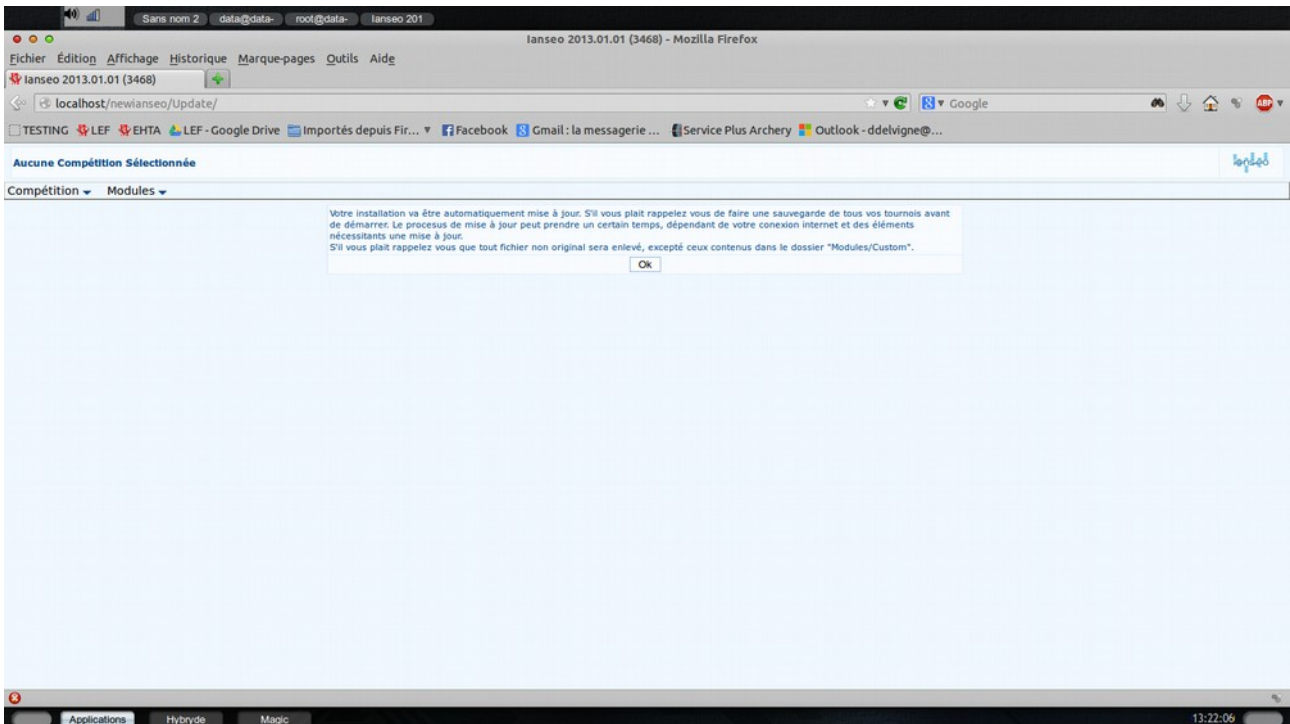 Sans nom 2 data@data- root@data- Ianseo 201
Ianseo 2013.01.01 (3468) - Mozilla Firefox
Fichier Édition Affichage Historique Marque-pages Outils Aide
Ianseo 2013.01.01 (3468)
localhost/newianseo/Update/ Google ABP
TESTING LEF EHTA LEF - Google Drive Importés depuis Fir... Facebook Gmail : la messagerie ... Service Plus Archery Outlook - ddelvigne@...
Aucune Compétition Sélectionnée ianseo
Compétition Modules
Votre installation va être automatiquement mise à jour. S'il vous plait rappelez vous de faire une sauvegarde de tous vos tournois avant
de démarrer. Le procesus de mise à jour peut prendre un certain temps, dépendant de votre conexion internet et des éléments
nécessitants une mise à jour.
S'il vous plait rappelez vous que tout fichier non original sera enlevé, excepté ceux contenus dans le dossier "Modules/Custom".
Ok
Applications Hybryde Magic 13:22:06